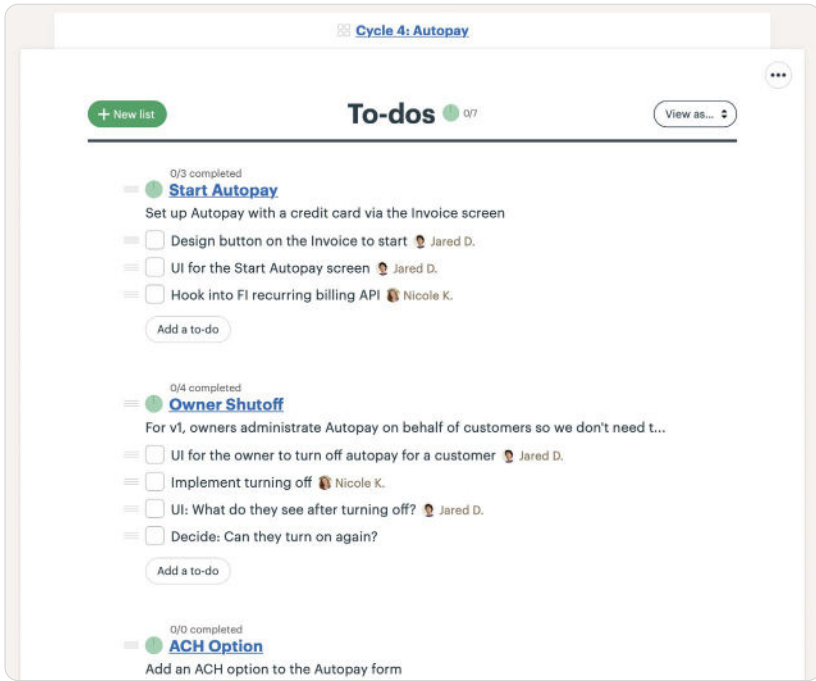 Cycle 4: Autopay
+ New list
To-dos 0/7
View as...
0/3 completed
Start Autopay
Set up Autopay with a credit card via the Invoice screen
Design button on the Invoice to start Jared D.
UI for the Start Autopay screen Jared D.
Hook into FI recurring billing API Nicole K.
Add a to-do
0/4 completed
Owner Shutoff
For v1, owners administrate Autopay on behalf of customers so we don't need t...
UI for the owner to turn off autopay for a customer Jared D.
Implement turning off Nicole K.
UI: What do they see after turning off? Jared D.
Decide: Can they turn on again?
Add a to-do
0/0 completed
ACH Option
Add an ACH option to the Autopay form